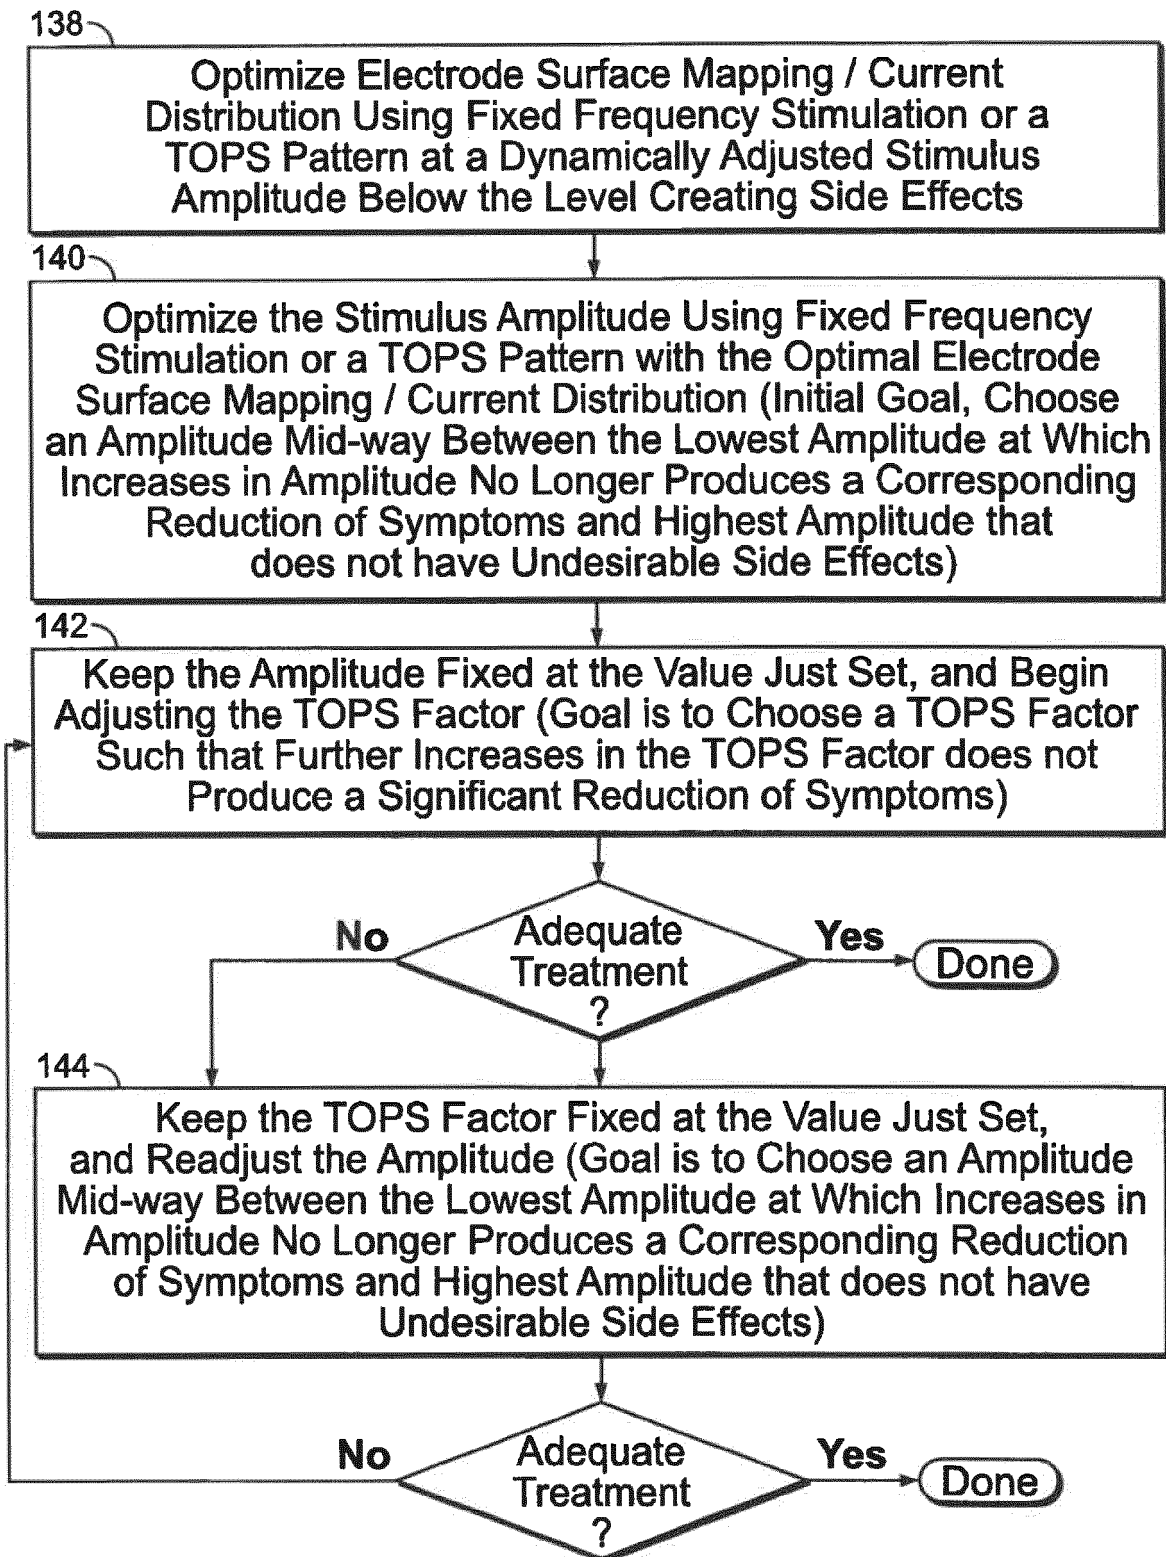 138
Optimize Electrode Surface Mapping / Current
Distribution Using Fixed Frequency Stimulation or a
TOPS Pattern at a Dynamically Adjusted Stimulus
Amplitude Below the Level Creating Side Effects
140
Optimize the Stimulus Amplitude Using Fixed Frequency
Stimulation or a TOPS Pattern with the Optimal Electrode
Surface Mapping / Current Distribution (Initial Goal, Choose
an Amplitude Mid-way Between the Lowest Amplitude at Which
Increases in Amplitude No Longer Produces a Corresponding
Reduction of Symptoms and Highest Amplitude that
does not have Undesirable Side Effects)
142
Keep the Amplitude Fixed at the Value Just Set, and Begin
Adjusting the TOPS Factor (Goal is to Choose a TOPS Factor
Such that Further Increases in the TOPS Factor does not
Produce a Significant Reduction of Symptoms)
No
Adequate
Treatment
?
Yes
Done
144
Keep the TOPS Factor Fixed at the Value Just Set,
and Readjust the Amplitude (Goal is to Choose an Amplitude
Mid-way Between the Lowest Amplitude at Which Increases in
Amplitude No Longer Produces a Corresponding Reduction
of Symptoms and Highest Amplitude that does not have
Undesirable Side Effects)
No
Adequate
Treatment
?
Yes
Done